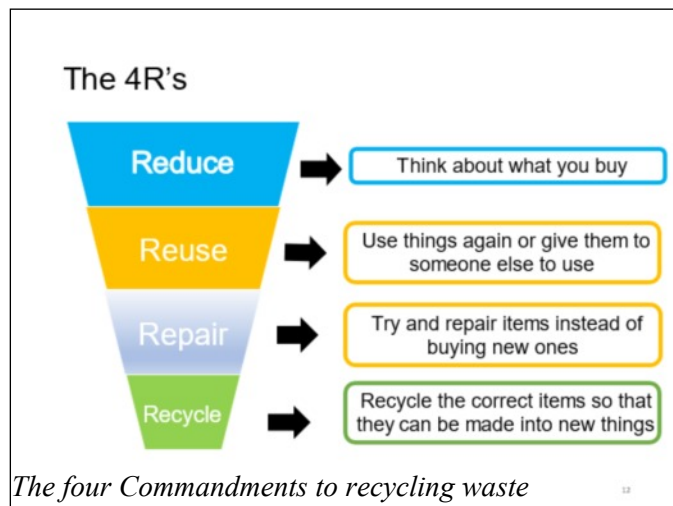 The 4R's
Reduce
Think about what you buy
Reuse
Use things again or give them to
someone else to use
Repair
Try and repair items instead of
buying new ones
Recycle
Recycle the correct items so that
they can be made into new things
The four Commandments to recycling waste
12